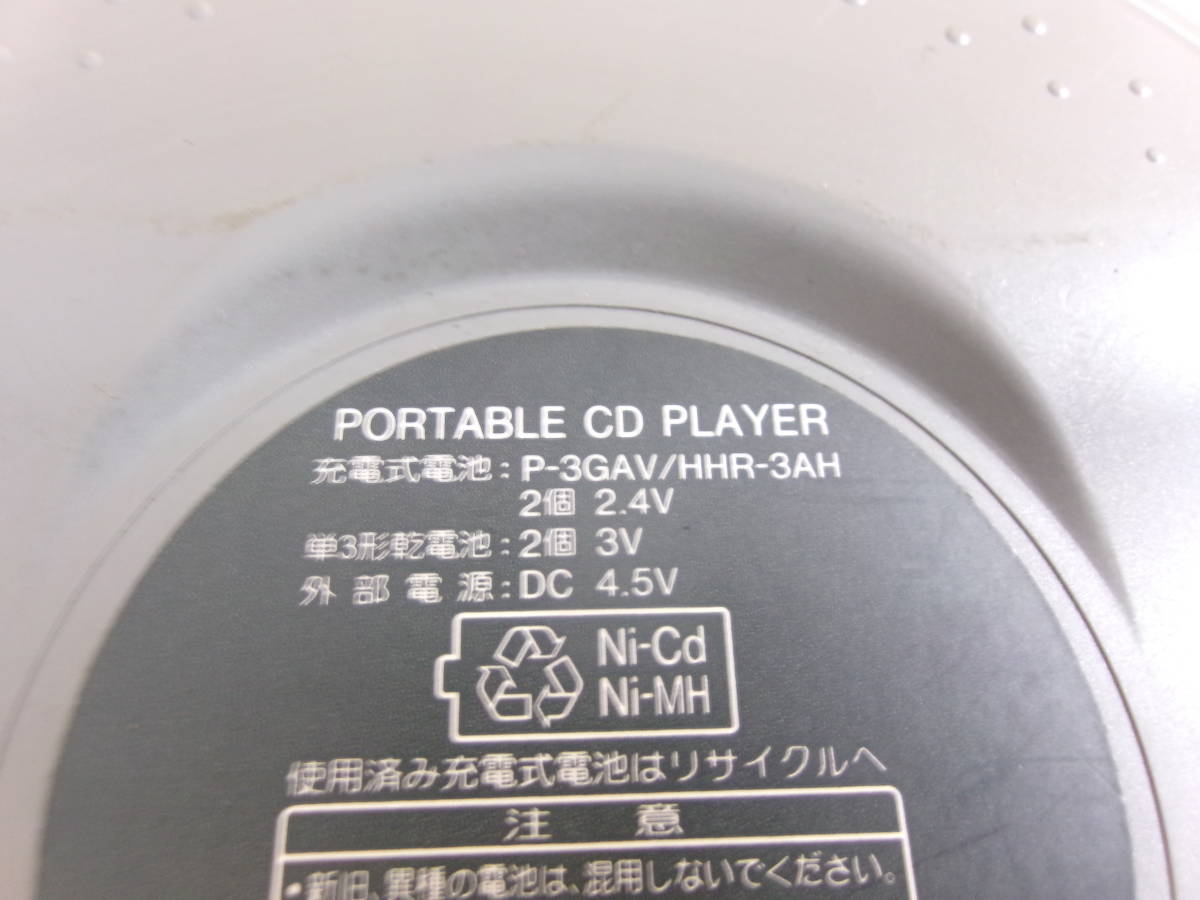 PORTABLE CD PLAYER
充電式電池:P-3GAV/HHR-3AH
2個 2.4V
単3形乾電池:2個 3V
外部電源:DC 4.5V
Ni-Cd
Ni-MH
使用済み充電式電池はリサイクルへ
注意
・新旧、異種の電池は、混用しないでください。